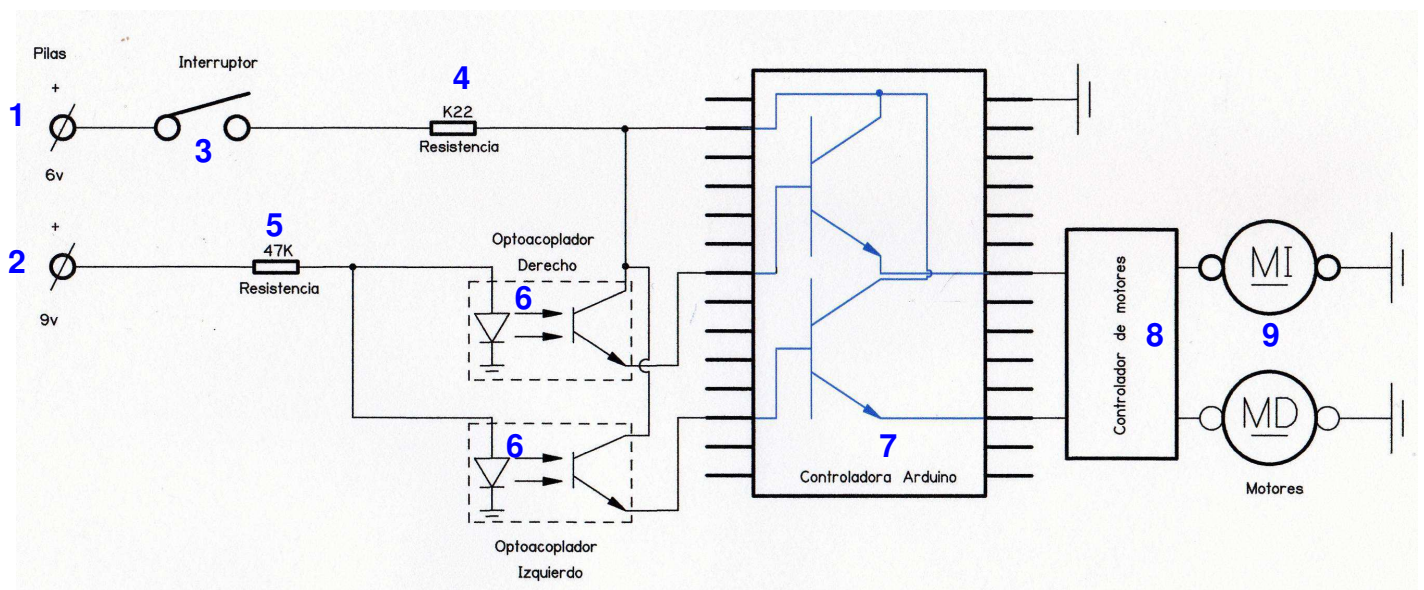 Pilas
+
1
6v
Interruptor
3
4
K22
Resistencia
+
2
9v
5
47K
Resistencia
Optoacoplador
Derecho
6
6
Optoacoplador
Izquierdo
7
Controladora Arduino
Controlador de motores
8
MI
9
MD
Motores